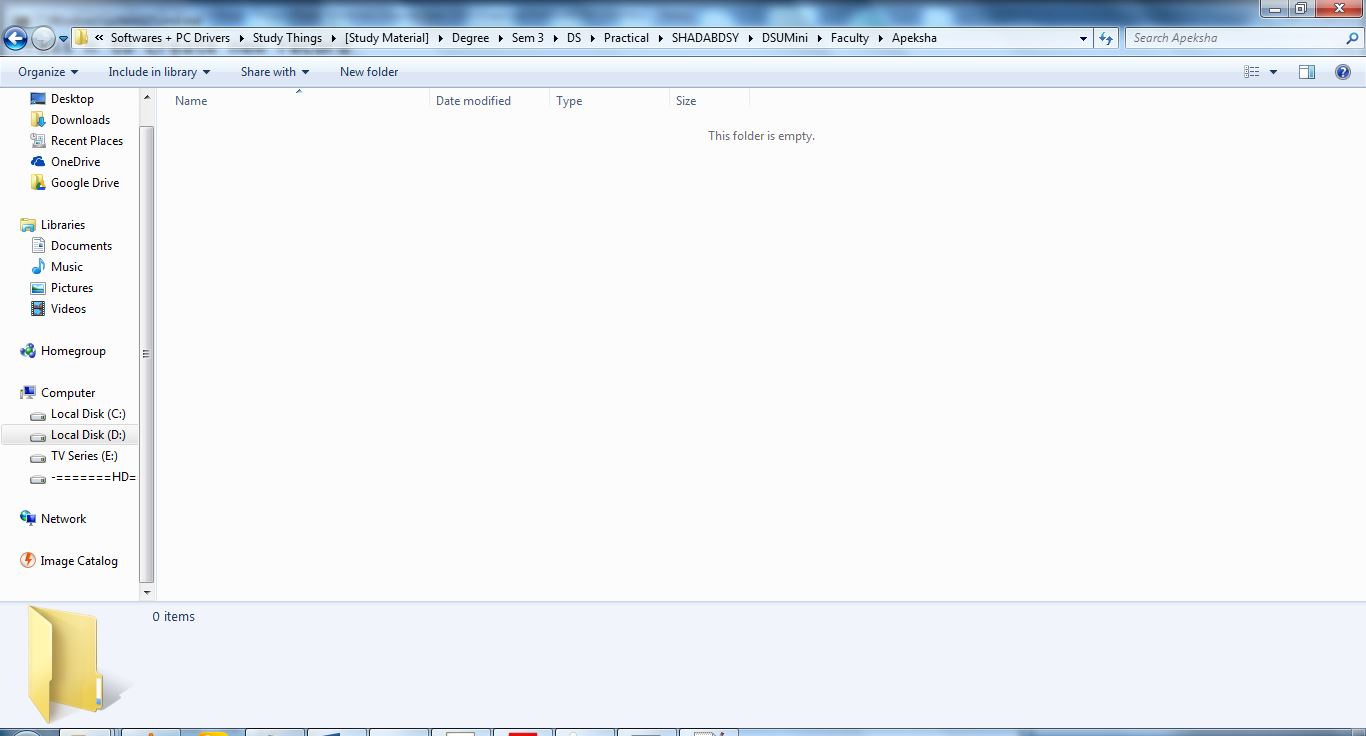 « Softwares + PC Drivers Study Things [Study Material] Degree Sem 3 DS Practical SHADABDSY DSUMini Faculty Apeksha Search Apeksha
Organize Include in library Share with New folder
Name Date modified Type Size
This folder is empty.
Desktop
Downloads
Recent Places
OneDrive
Google Drive
Libraries
Documents
Music
Pictures
Videos
Homegroup
Computer
Local Disk (C:)
Local Disk (D:)
TV Series (E:)
-=======HD=
Network
Image Catalog
0 items